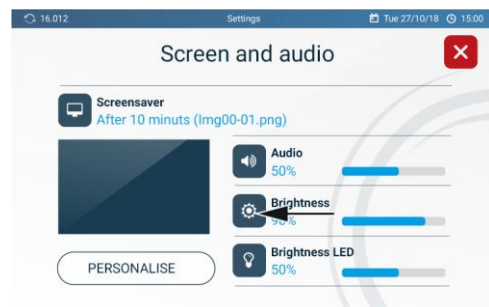 16.012 Settings Tue 27/10/18 15:00
Screen and audio
Screensaver
After 10 minuts (Img00-01.png)
Audio
50%
Brightness
90%
Brightness LED
50%
PERSONALISE